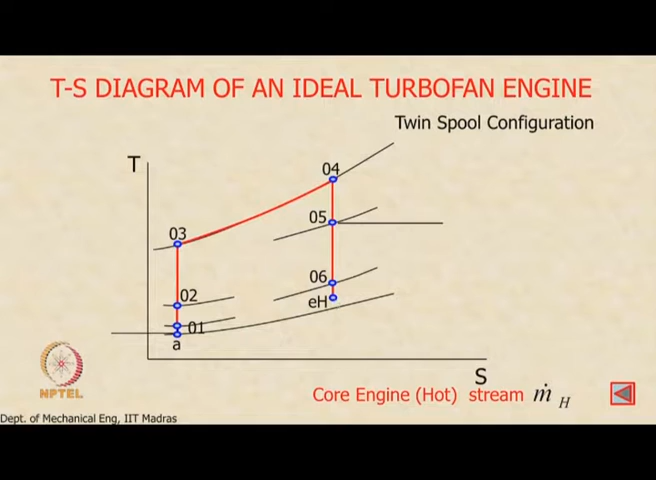 T-S DIAGRAM OF AN IDEAL TURBOFAN ENGINE
Twin Spool Configuration
T
04
05
03
06
02
eH
01
a
S
NPTEL
Core Engine (Hot) stream ṁ H
Dept. of Mechanical Eng, IIT Madras